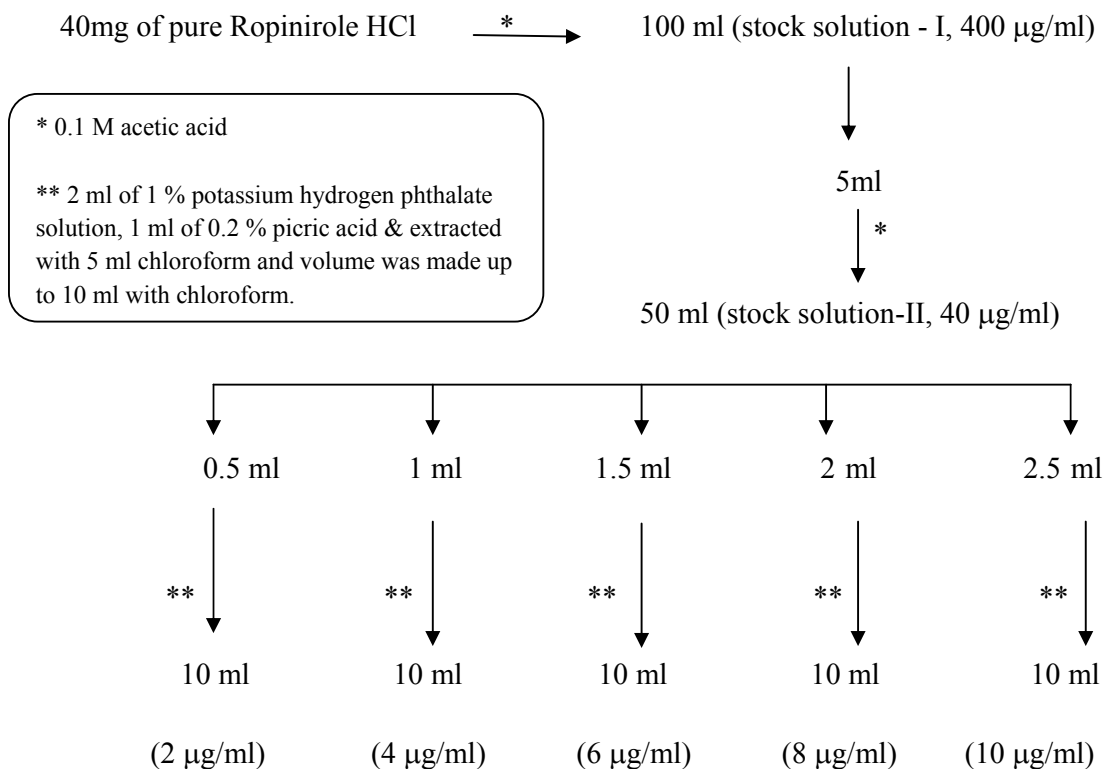 40mg of pure Ropinirole HCl * 100 ml (stock solution - I, 400 μg/ml)
* 0.1 M acetic acid
** 2 ml of 1 % potassium hydrogen phthalate
solution, 1 ml of 0.2 % picric acid & extracted
with 5 ml chloroform and volume was made up
to 10 ml with chloroform.
5ml
*
50 ml (stock solution-II, 40 μg/ml)
0.5 ml 1 ml 1.5 ml 2 ml 2.5 ml
** ** ** ** **
10 ml 10 ml 10 ml 10 ml 10 ml
(2 μg/ml) (4 μg/ml) (6 μg/ml) (8 μg/ml) (10 μg/ml)